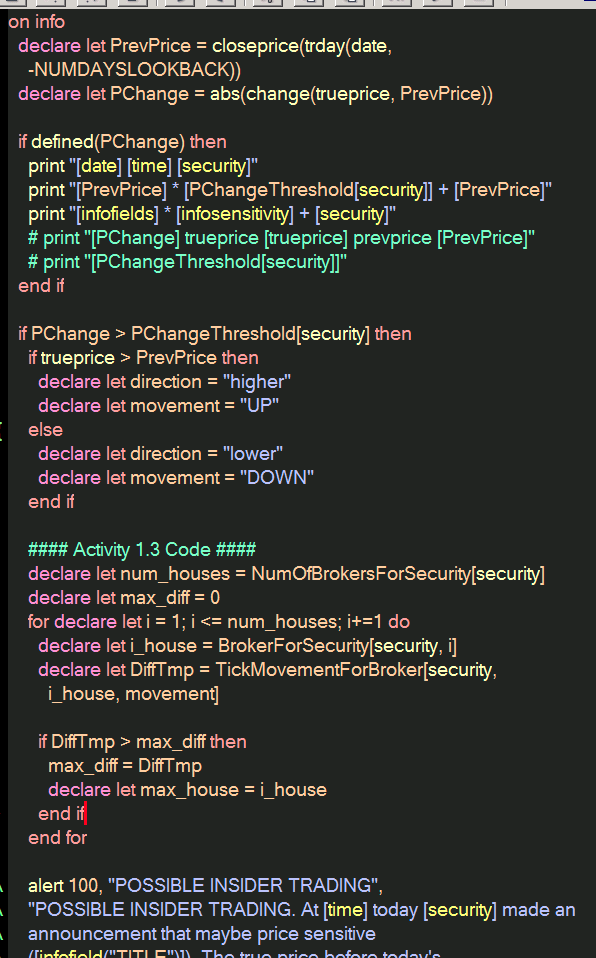 on info
declare let PrevPrice = closeprice(trday(date,
-NUMDAYSLOOKBACK))
declare let PChange = abs(change(trueprice, PrevPrice))
if defined(PChange) then
print "[date] [time] [security]"
print "[PrevPrice] * [PChangeThreshold[security]] + [PrevPrice]"
print "[infofields] * [infosensitivity] + [security]"
# print "[PChange] trueprice [trueprice] prevprice [PrevPrice]"
# print "[PChangeThreshold[security]]"
end if
if PChange > PChangeThreshold[security] then
if trueprice > PrevPrice then
declare let direction = "higher"
declare let movement = "UP"
else
declare let direction = "lower"
declare let movement = "DOWN"
end if
#### Activity 1.3 Code ####
declare let num_houses = NumOfBrokersForSecurity[security]
declare let max_diff = 0
for declare let i = 1; i <= num_houses; i+=1 do
declare let i_house = BrokerForSecurity[security, i]
declare let DiffTmp = TickMovementForBroker[security,
i_house, movement]
if DiffTmp > max_diff then
max_diff = DiffTmp
declare let max_house = i_house
end if
end for
alert 100, "POSSIBLE INSIDER TRADING",
"POSSIBLE INSIDER TRADING. At [time] today [security] made an
announcement that maybe price sensitive
([infofield("TITLE")]). The true price before today's